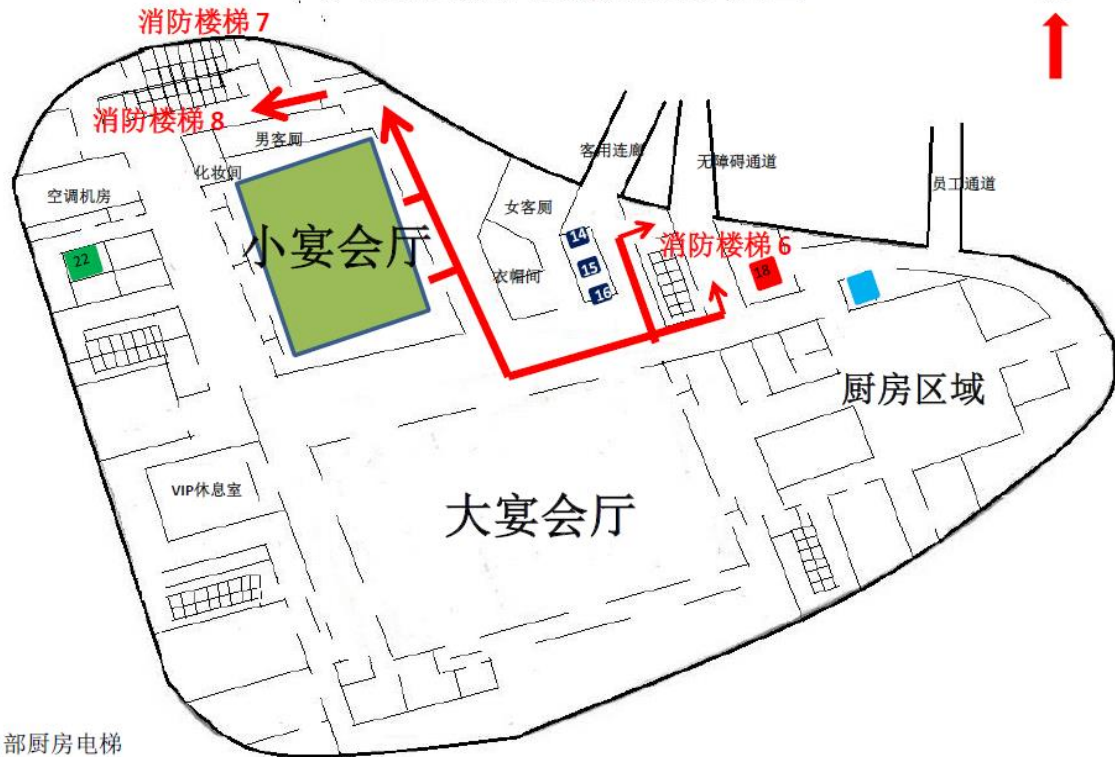 消防楼梯 7
消防楼梯 8
男客厕
化妆间
空调机房
22
小宴会厅
客用连廊
无障碍通道
员工通道
女客厕
衣帽间
14
15
16
消防楼梯 6
18
厨房区域
VIP休息室
大宴会厅
部厨房电梯